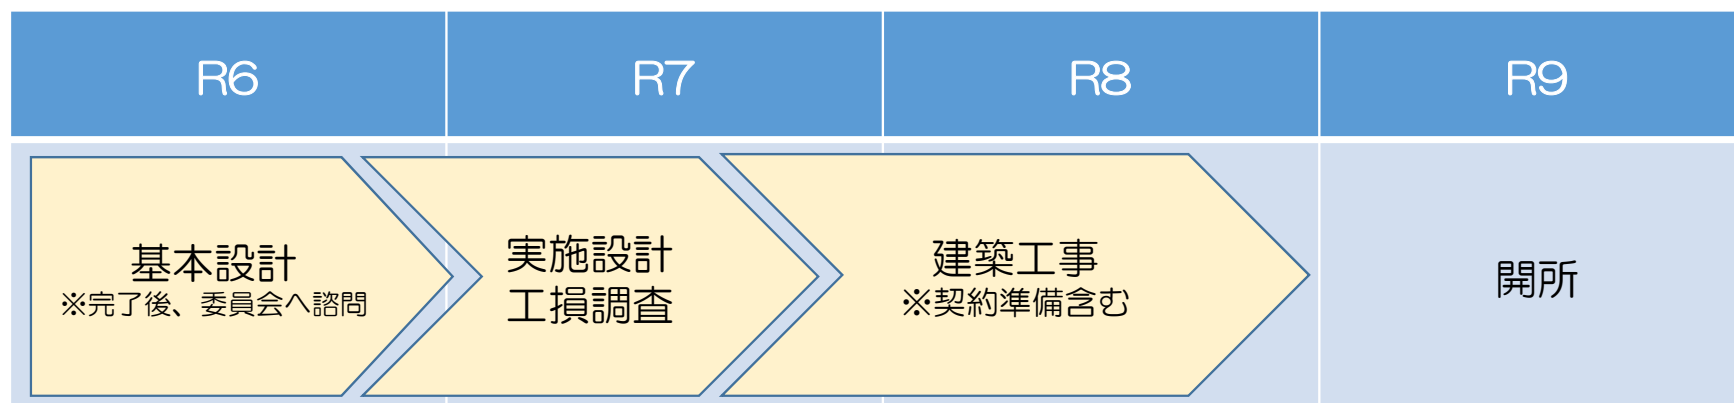 R6
R7
R8
R9
基本設計
※完了後、委員会へ諮問
実施設計
工損調査
建築工事
※契約準備含む
開所